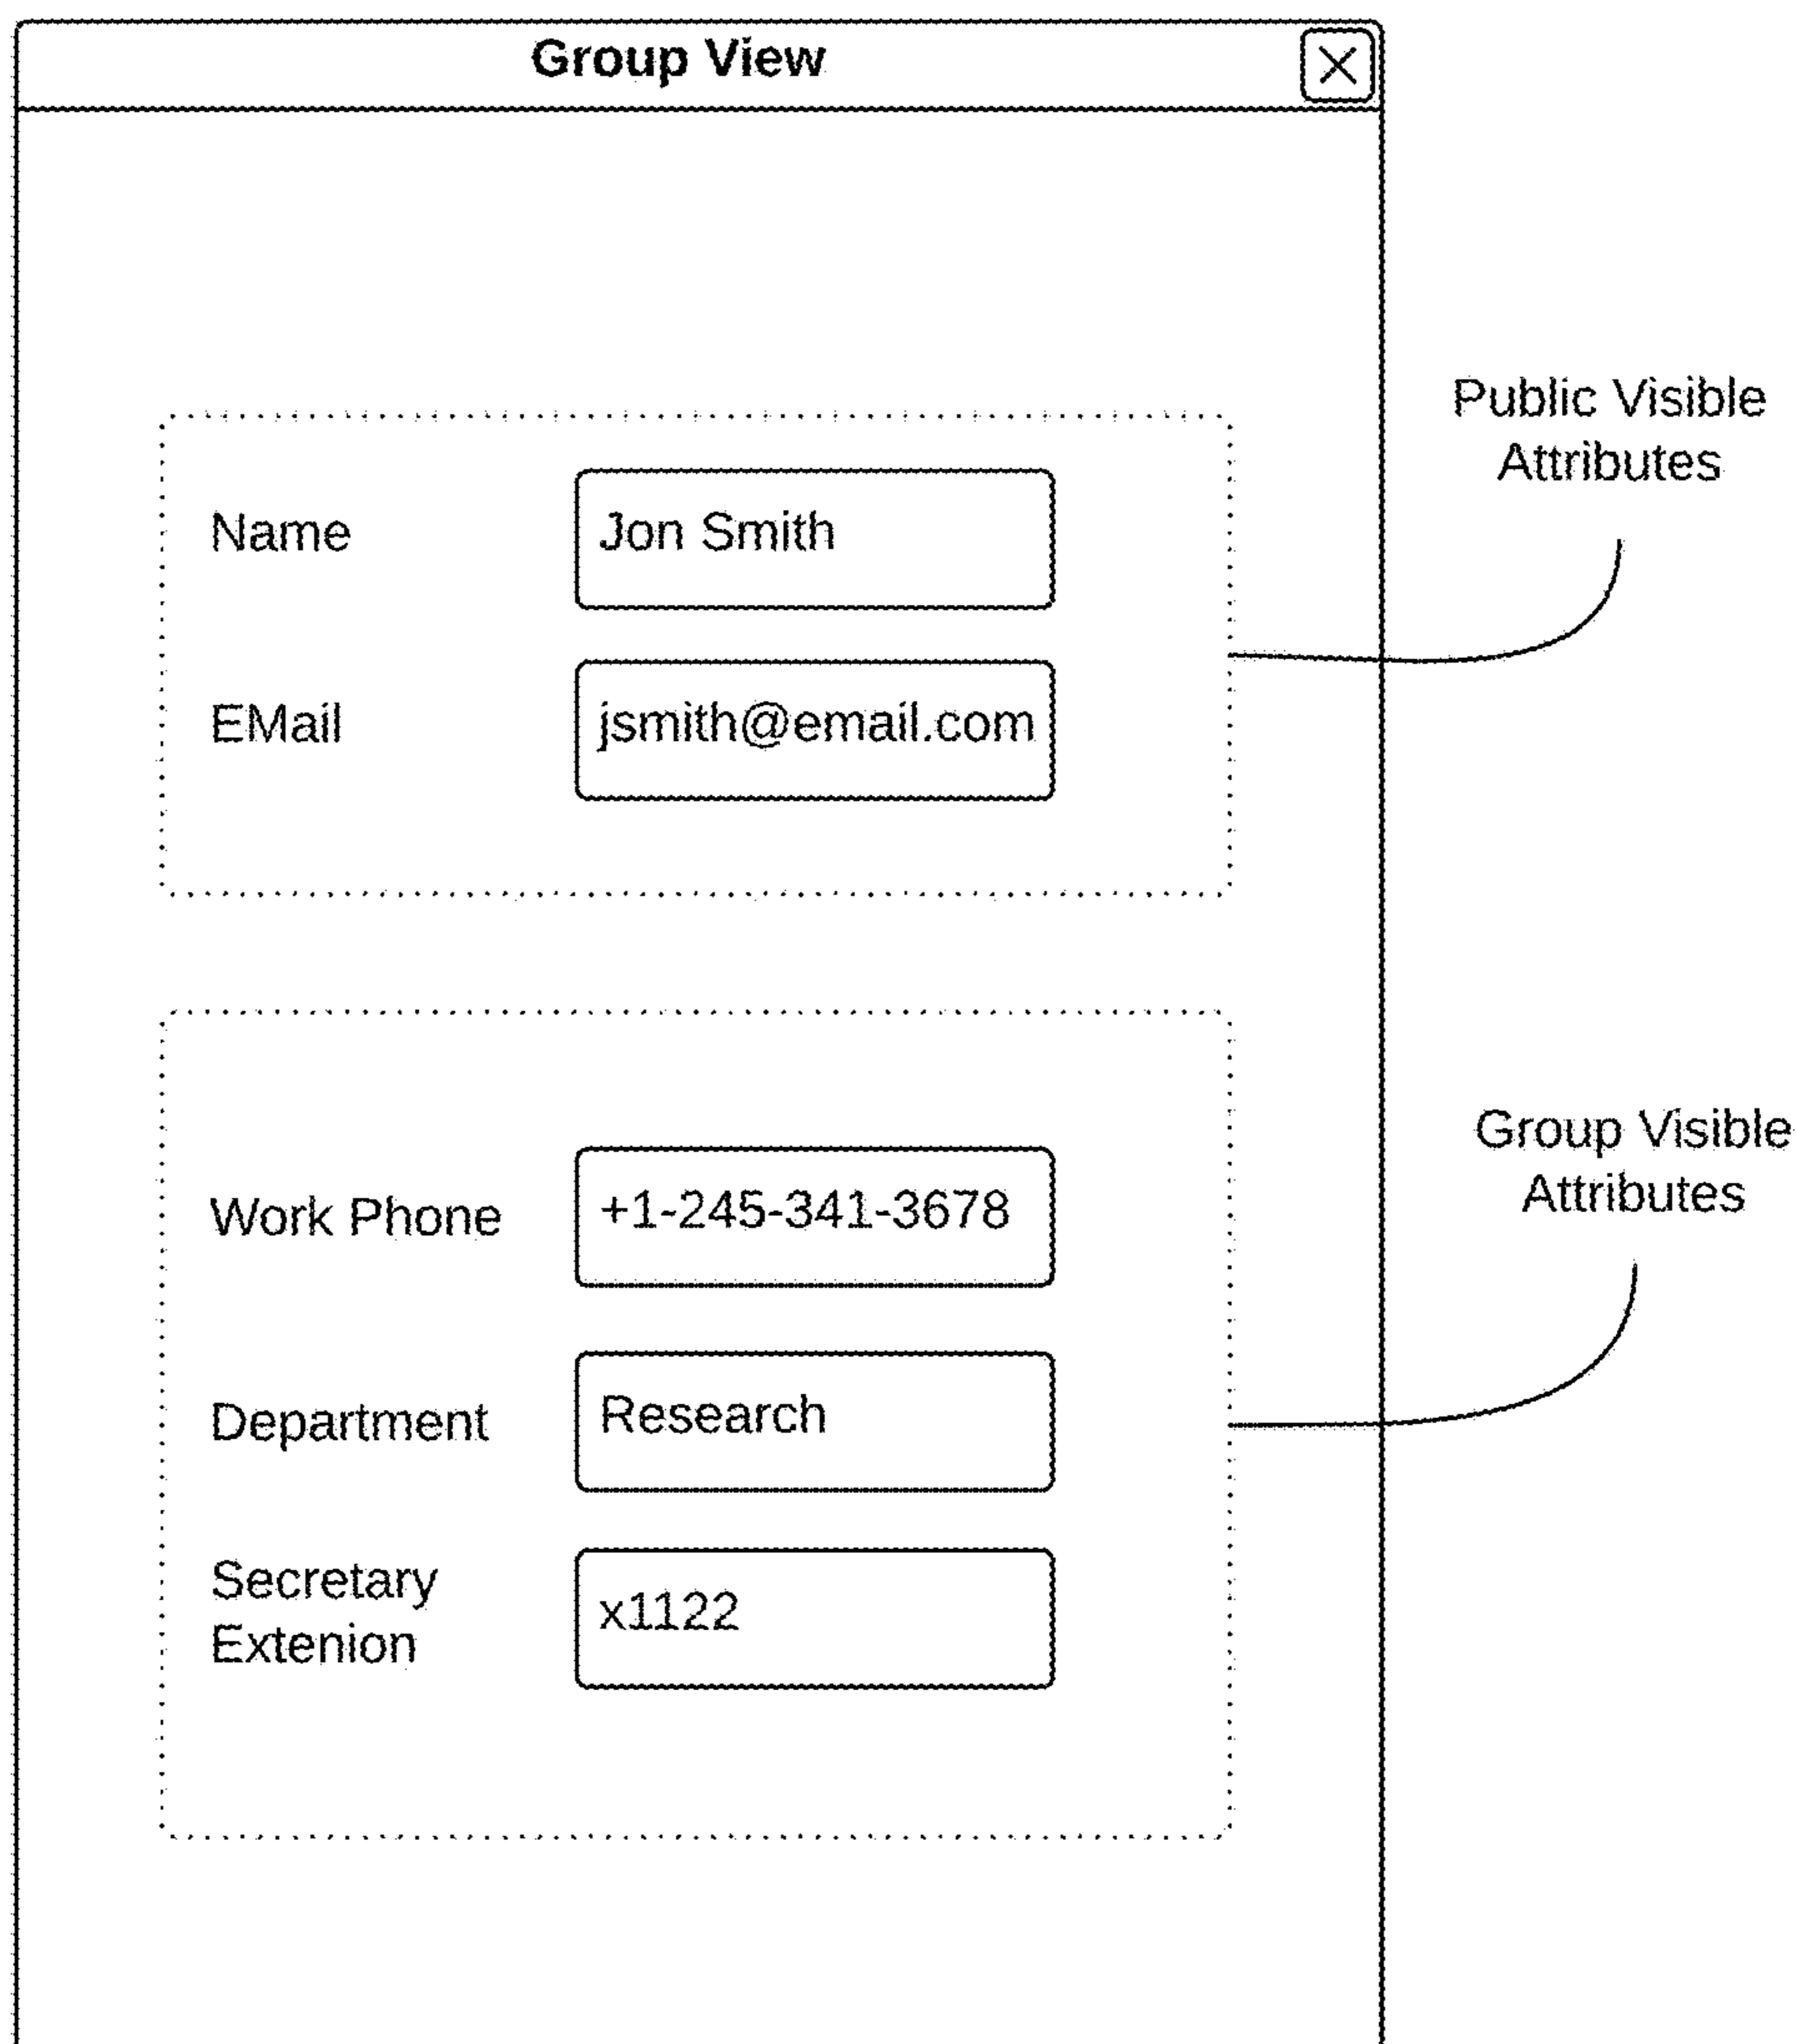 Group View
Public Visible
Attributes
Name
Jon Smith
EMail
jsmith@email.com
Group Visible
Attributes
Work Phone
+1-245-341-3678
Department
Research
Secretary
Extenion
x1122